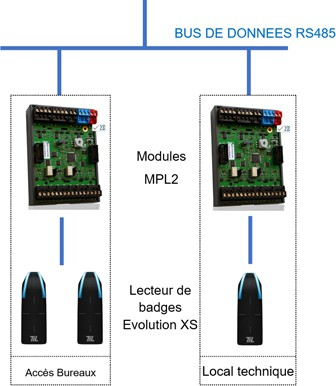 BUS DE DONNEES RS485
Modules
MPL2
Lecteur de
badges
Evolution XS
Accès Bureaux
Local technique